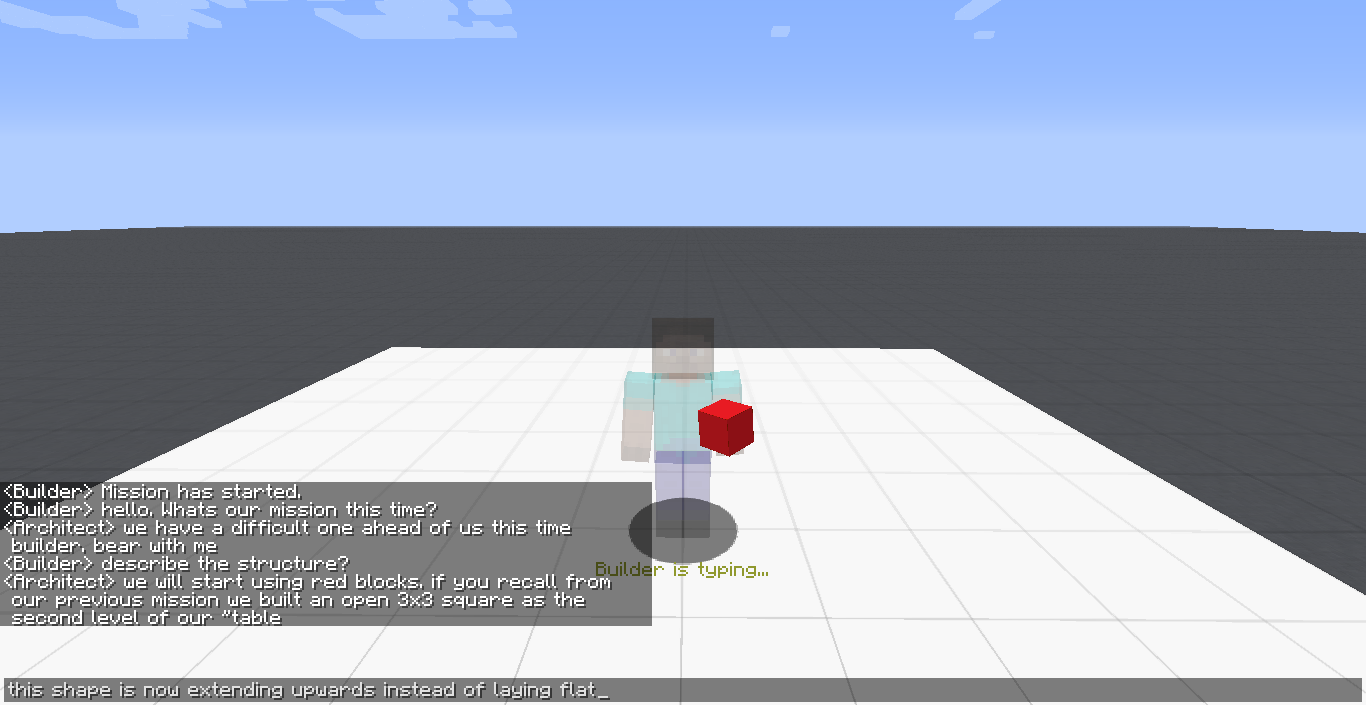 <Builder> Mission has started.
<Builder> hello. Whats our mission this time?
<Architect> we have a difficult one ahead of us this time
builder, bear with me
<Builder> describe the structure?
<Architect> we will start using red blocks. if you recall from
our previous mission we built an open 3x3 square as the
second level of our "table
Builder is typing...
this shape is now extending upwards instead of laying flat_